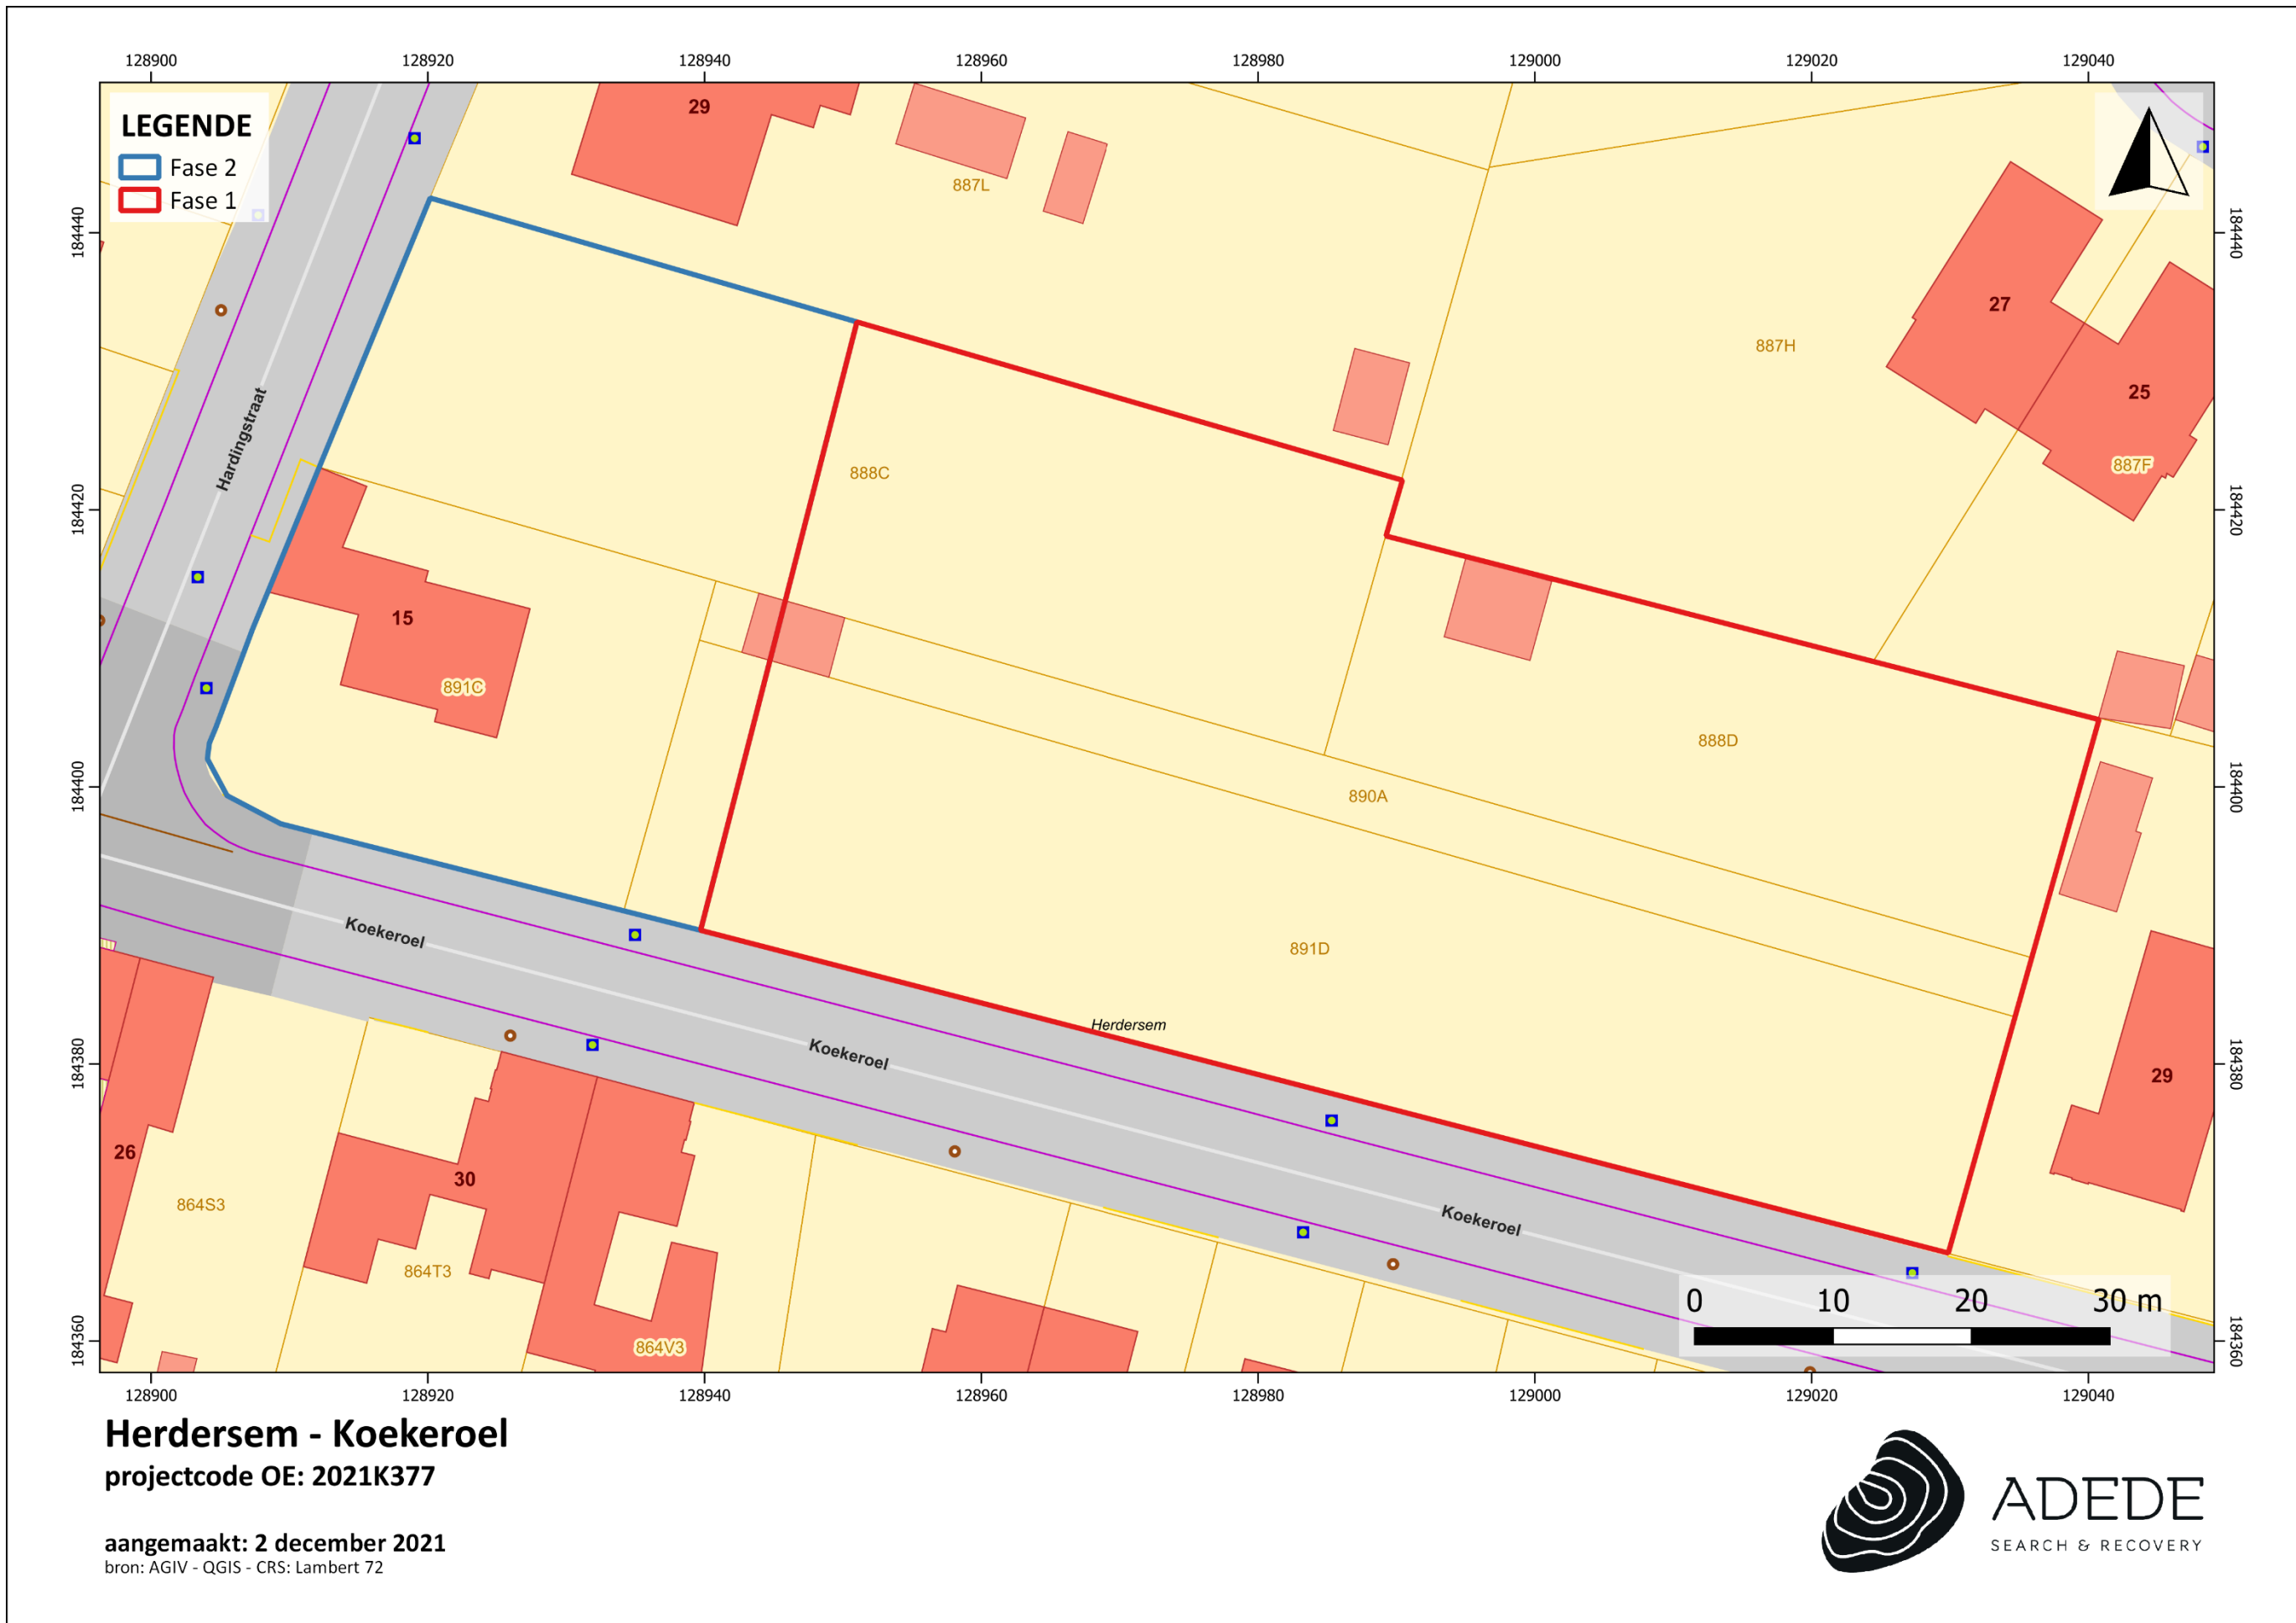 128900 128920 128940 128960 128980 129000 129020 129040
LEGENDE
Fase 2
Fase 1
29
887L
184440
184440
27
887H
25
887F
Hardingstraat
888C
184420
184420
15
891C
888D
890A
184400
184400
Koekeroel
891D
Herdersem
Koekeroel
184380
184380
29
26
30
864S3
Koekeroel
864T3
864V3
0 10 20 30 m
184360
184360
128900 128920 128940 128960 128980 129000 129020 129040
Herdersem - Koekeroel
projectcode OE: 2021K377
aangemaakt: 2 december 2021
bron: AGIV - QGIS - CRS: Lambert 72
ADEDE
SEARCH & RECOVERY